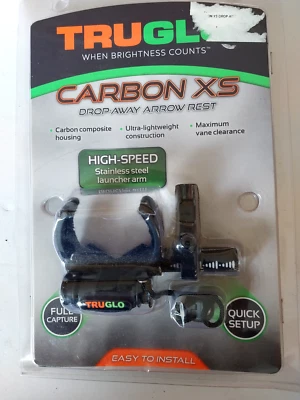 TRUGLO
WHEN BRIGHTNESS COUNTS™
CARBON XS
DROP AWAY ARROW REST
• Carbon composite housing
• Ultra-lightweight construction
• Maximum vane clearance
HIGH-SPEED
Stainless steel
launcher arm
TRUGLO
FULL
CAPTURE
QUICK
SETUP
EASY TO INSTALL